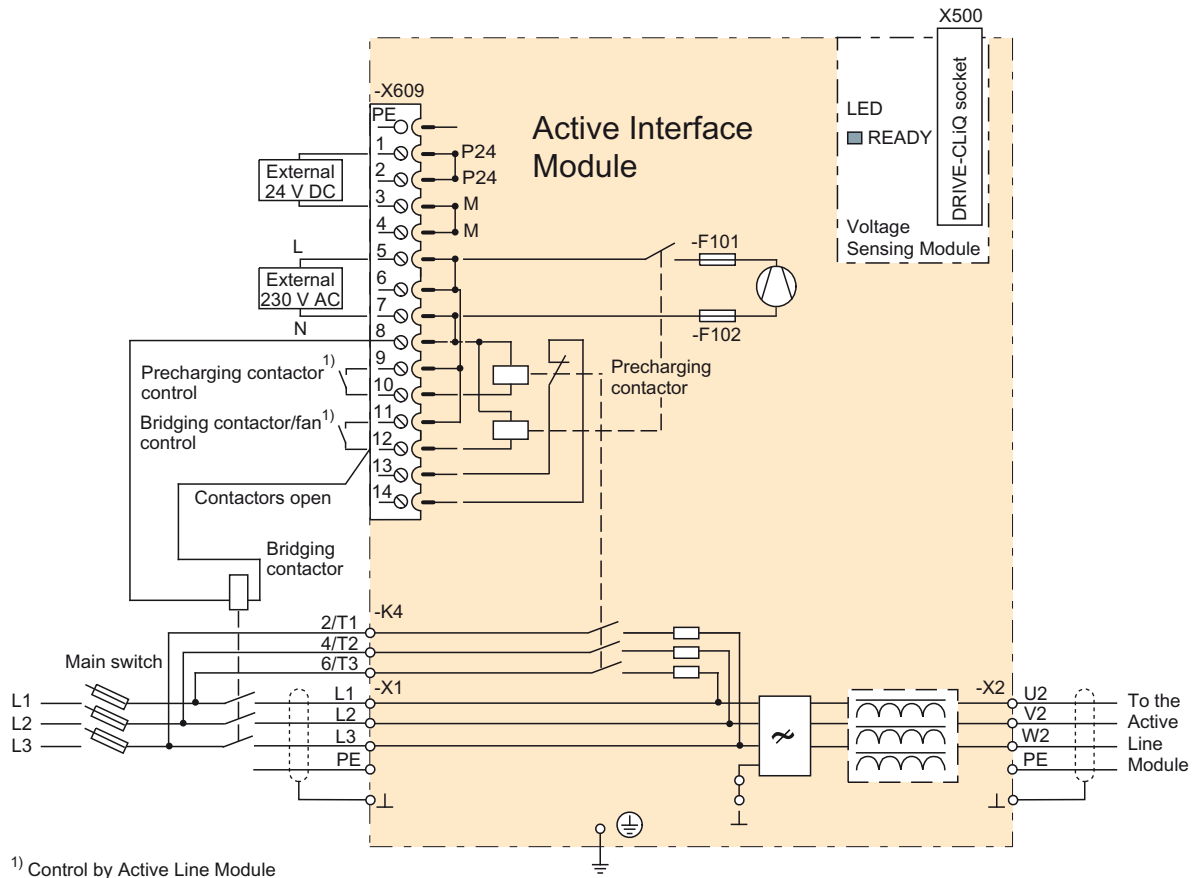 X500
-X609
PE
1
2
3
4
5
6
7
8
9
10
11
12
13
14
P24
P24
M
M
Active Interface
Module
LED
READY
DRIVE-CLiQ socket
Voltage
Sensing Module
External
24 V DC
L
External
230 V AC
N
-F101
-F102
Precharging contactor 1)
control
Bridging contactor/fan 1)
control
Precharging
contactor
Contactors open
Bridging
contactor
-K4
2/T1
4/T2
6/T3
Main switch
-X1
L1
L2
L3
L1
L2
L3
PE
-X2
U2
V2
W2
PE
To the
Active
Line
Module
1) Control by Active Line Module